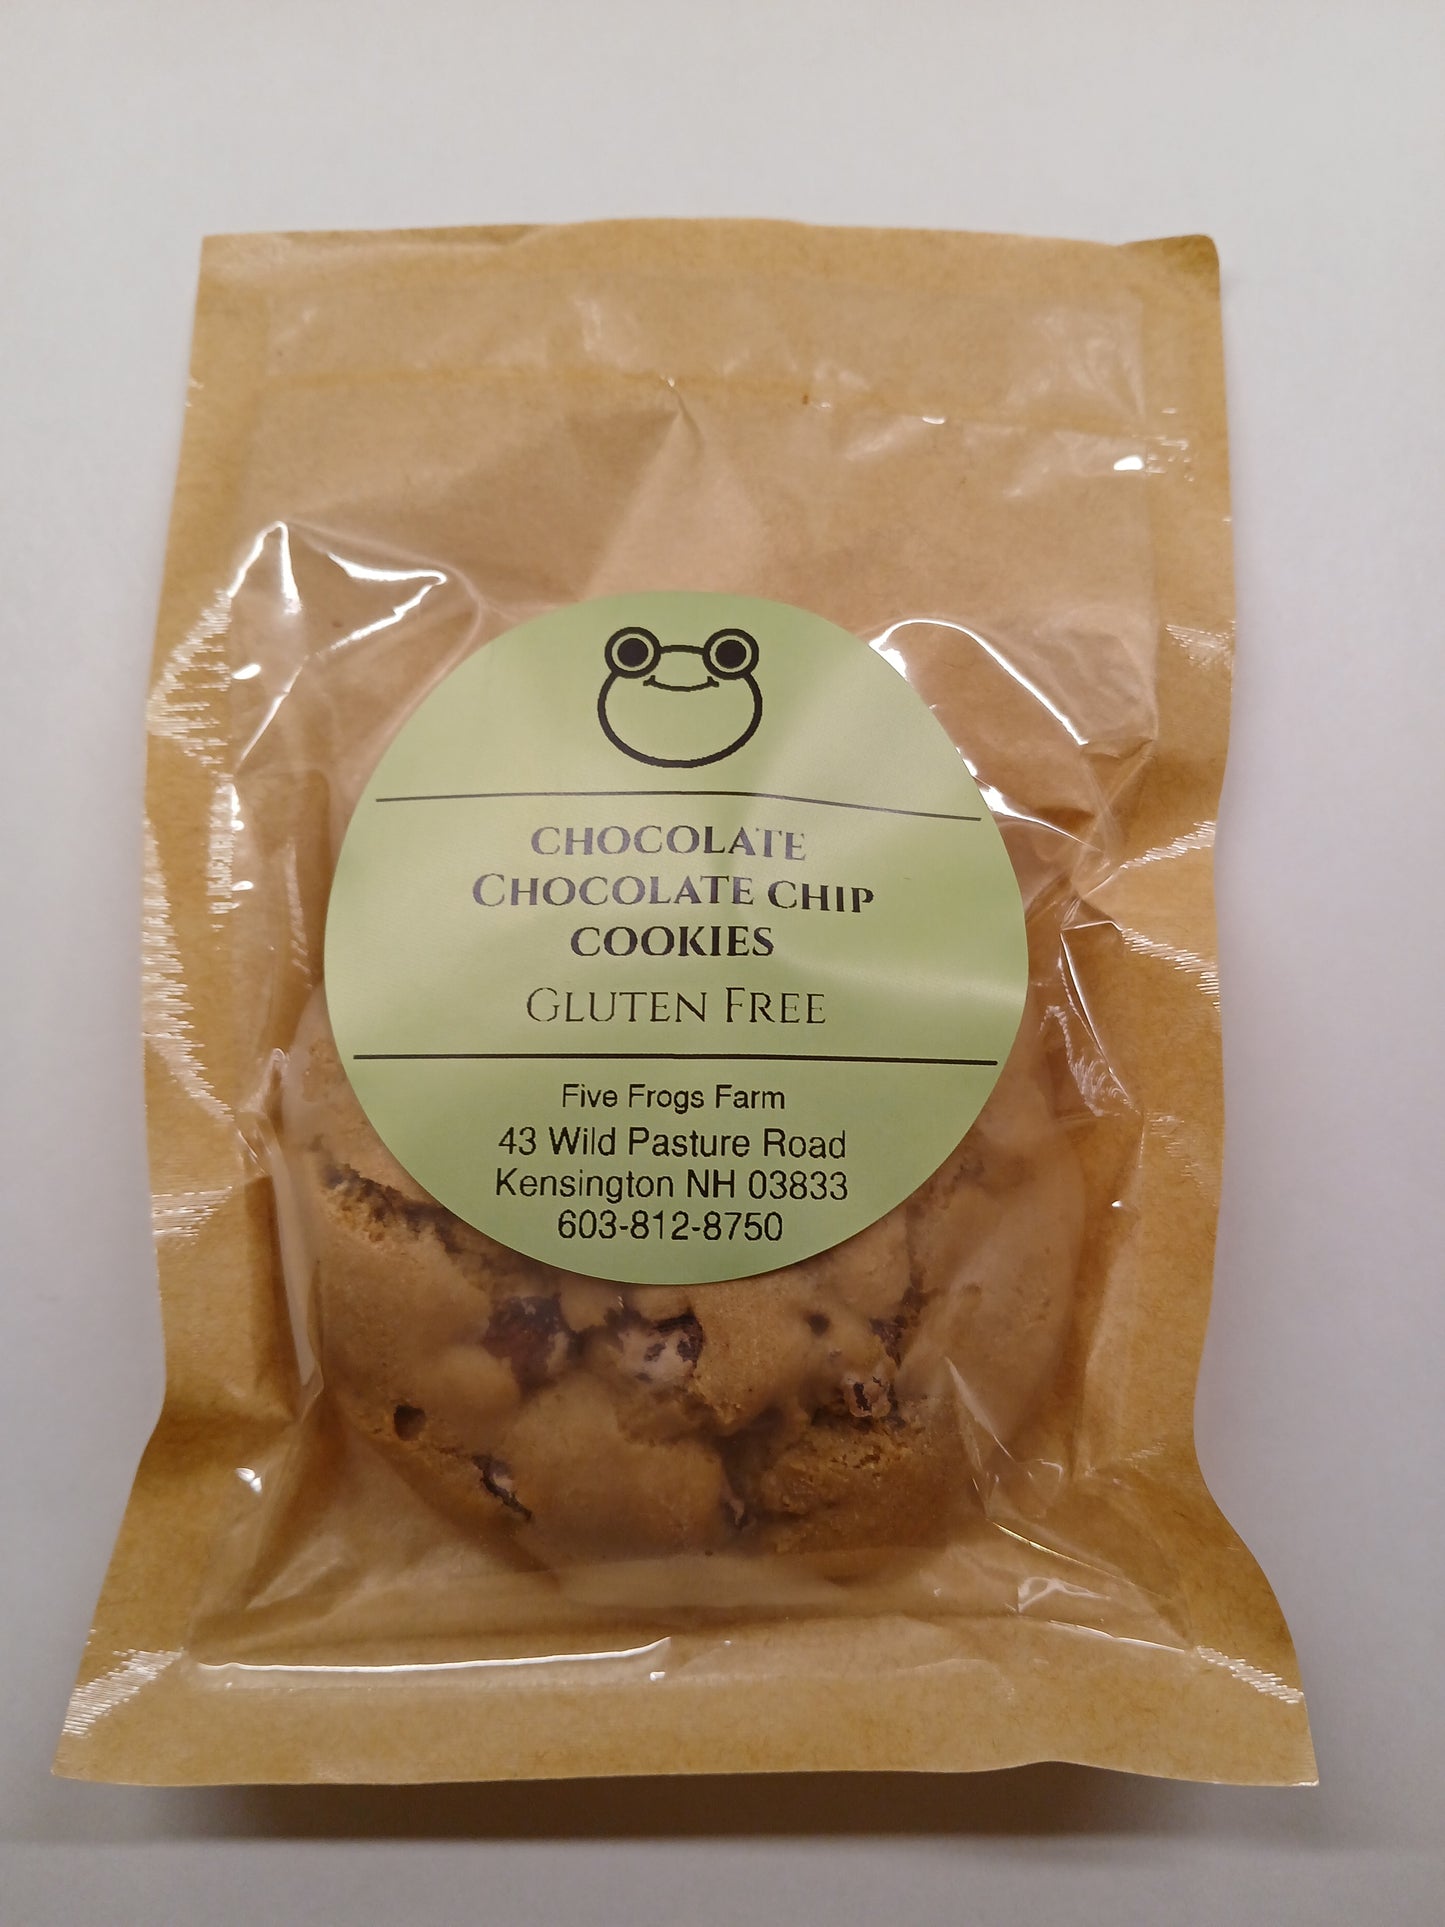 CHOCOLATE
CHOCOLATE CHIP
COOKIES
GLUTEN FREE
Five Frogs Farm
43 Wild Pasture Road
Kensington NH 03833
603-812-8750